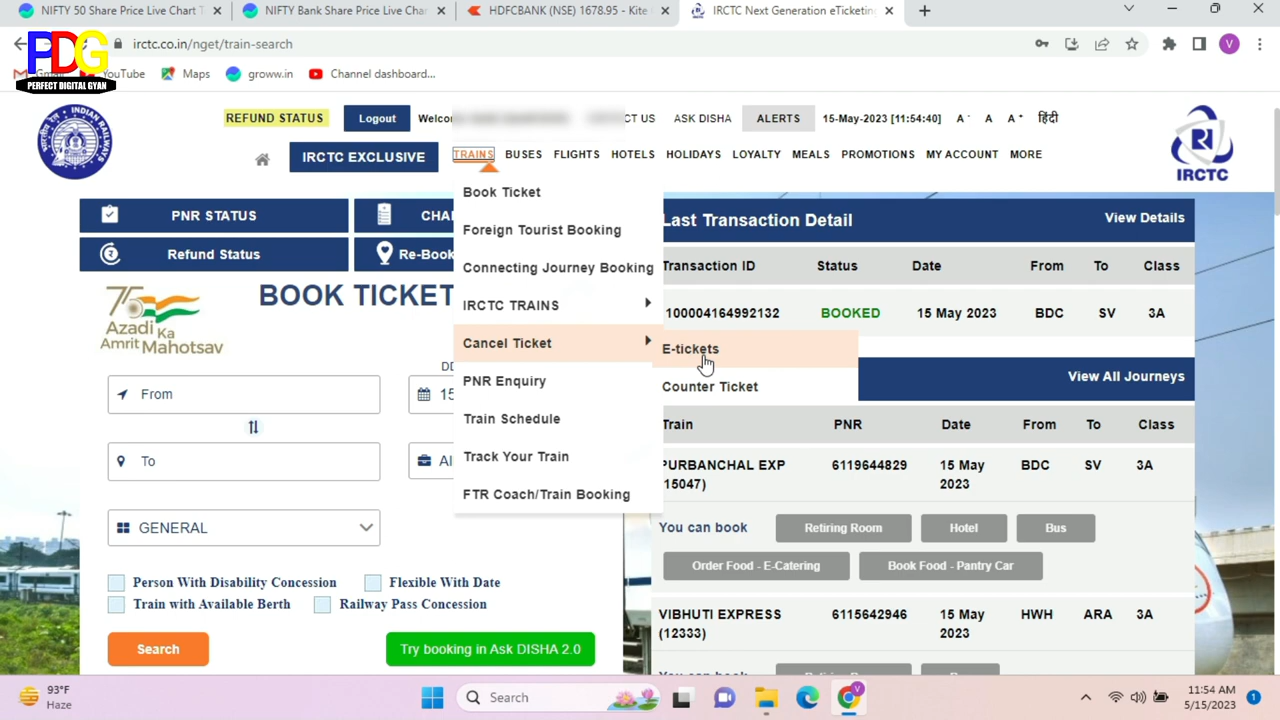 NIFTY 50 Share Price Live Chart T
NIFTY Bank Share Price Live Cha
HDFCBANK (NSE) 1678.95 - Kite
IRCTC Next Generation eTicketing
irctc.co.in/nget/train-search
V
PDG
PERFECT DIGITAL GYAN
YouTube
Maps
groww.in
Channel dashboard...
INDIAN RAILWAYS
REFUND STATUS
Logout
Welco
CT US
ASK DISHA
ALERTS
15-May-2023 [11:54:40]
A-
A
A+
हिंदी
IRCTC
IRCTC EXCLUSIVE
TRAINS
BUSES
FLIGHTS
HOTELS
HOLIDAYS
LOYALTY
MEALS
PROMOTIONS
MY ACCOUNT
MORE
PNR STATUS
CHA
Refund Status
Re-Book
75
Azadi Ka
Amrit Mahotsav
BOOK TICKET
From
DD
15
To
Al
GENERAL
Person With Disability Concession
Flexible With Date
Train with Available Berth
Railway Pass Concession
Search
Try booking in Ask DISHA 2.0
Book Ticket
Foreign Tourist Booking
Connecting Journey Booking
IRCTC TRAINS
Cancel Ticket
PNR Enquiry
Train Schedule
Track Your Train
FTR Coach/Train Booking
E-tickets
Counter Ticket
Last Transaction Detail
View Details
Transaction ID
Status
Date
From
To
Class
100004164992132
BOOKED
15 May 2023
BDC
SV
3A
View All Journeys
Train
PNR
Date
From
To
Class
PURBANCHAL EXP
(15047)
6119644829
15 May
2023
BDC
SV
3A
You can book
Retiring Room
Hotel
Bus
Order Food - E-Catering
Book Food - Pantry Car
VIBHUTI EXPRESS
(12333)
6115642946
15 May
2023
HWH
ARA
3A
93°F
Haze
Search
11:54 AM
5/15/2023
1